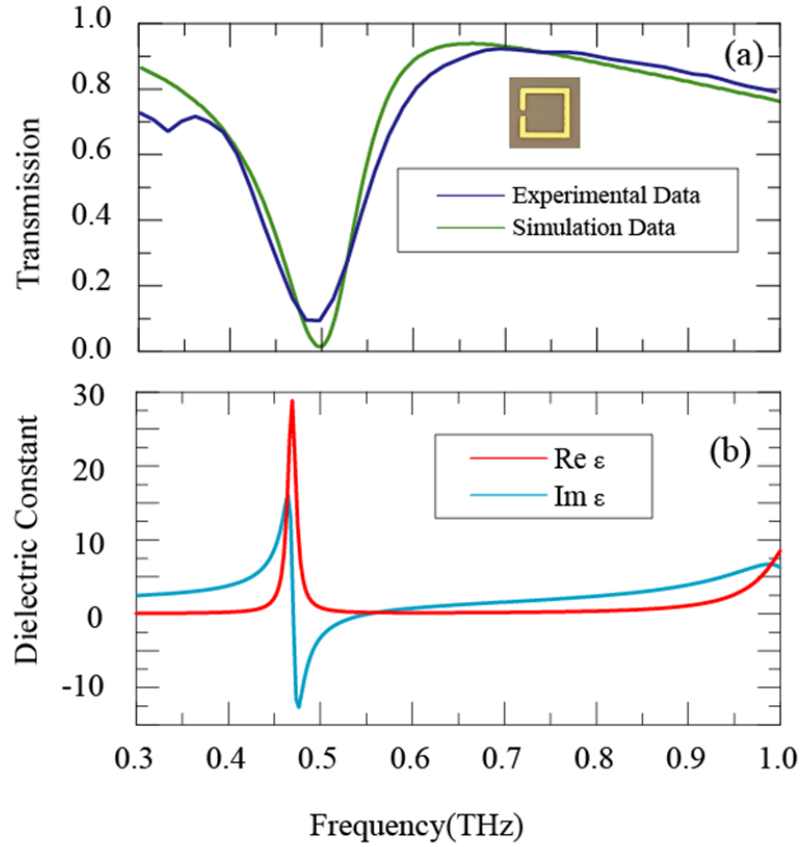 1.0
(a)
0.8
0.6
0.4
0.2
0.0
Transmission
Experimental Data
Simulation Data
30
20
10
0
-10
Dielectric Constant
(b)
Re ε
Im ε
0.3 0.4 0.5 0.6 0.7 0.8 0.9 1.0
Frequency(THz)